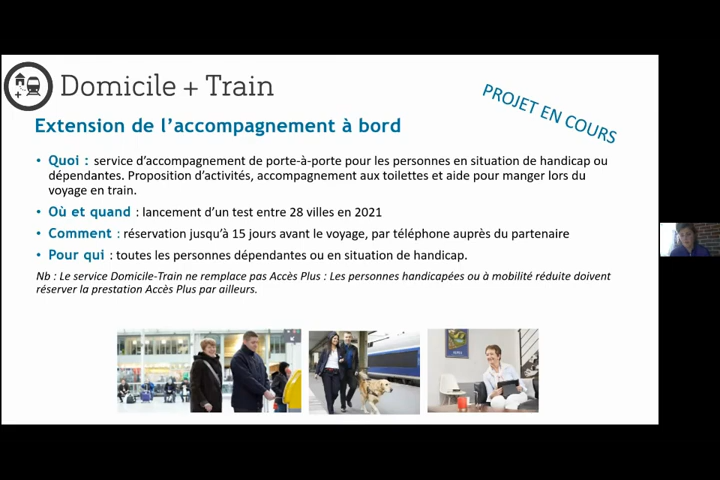 Domicile + Train
PROJET EN COURS
Extension de l'accompagnement à bord
• Quoi : service d'accompagnement de porte-à-porte pour les personnes en situation de handicap ou
dépendantes. Proposition d'activités, accompagnement aux toilettes et aide pour manger lors du
voyage en train.
• Où et quand : lancement d'un test entre 28 villes en 2021
• Comment : réservation jusqu'à 15 jours avant le voyage, par téléphone auprès du partenaire
• Pour qui : toutes les personnes dépendantes ou en situation de handicap.
Nb : Le service Domicile-Train ne remplace pas Accès Plus : Les personnes handicapées ou à mobilité réduite doivent
réserver la prestation Accès Plus par ailleurs.